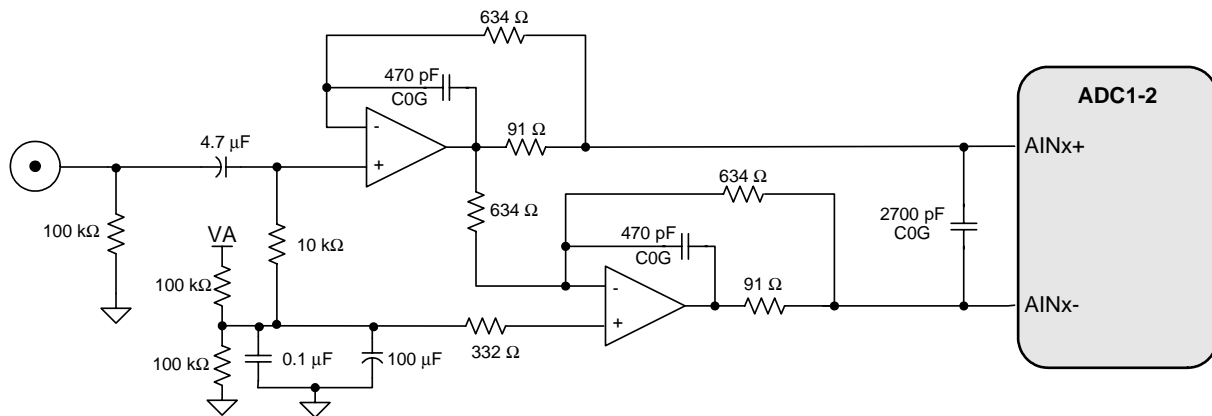 634 Ω
470 pF
C0G
ADC1-2
-
+
91 Ω
AINx+
4.7 µF
634 Ω
634 Ω
100 kΩ
VA
10 kΩ
470 pF
C0G
2700 pF
C0G
100 kΩ
-
+
91 Ω
AINx-
100 kΩ
0.1 µF
100 µF
332 Ω